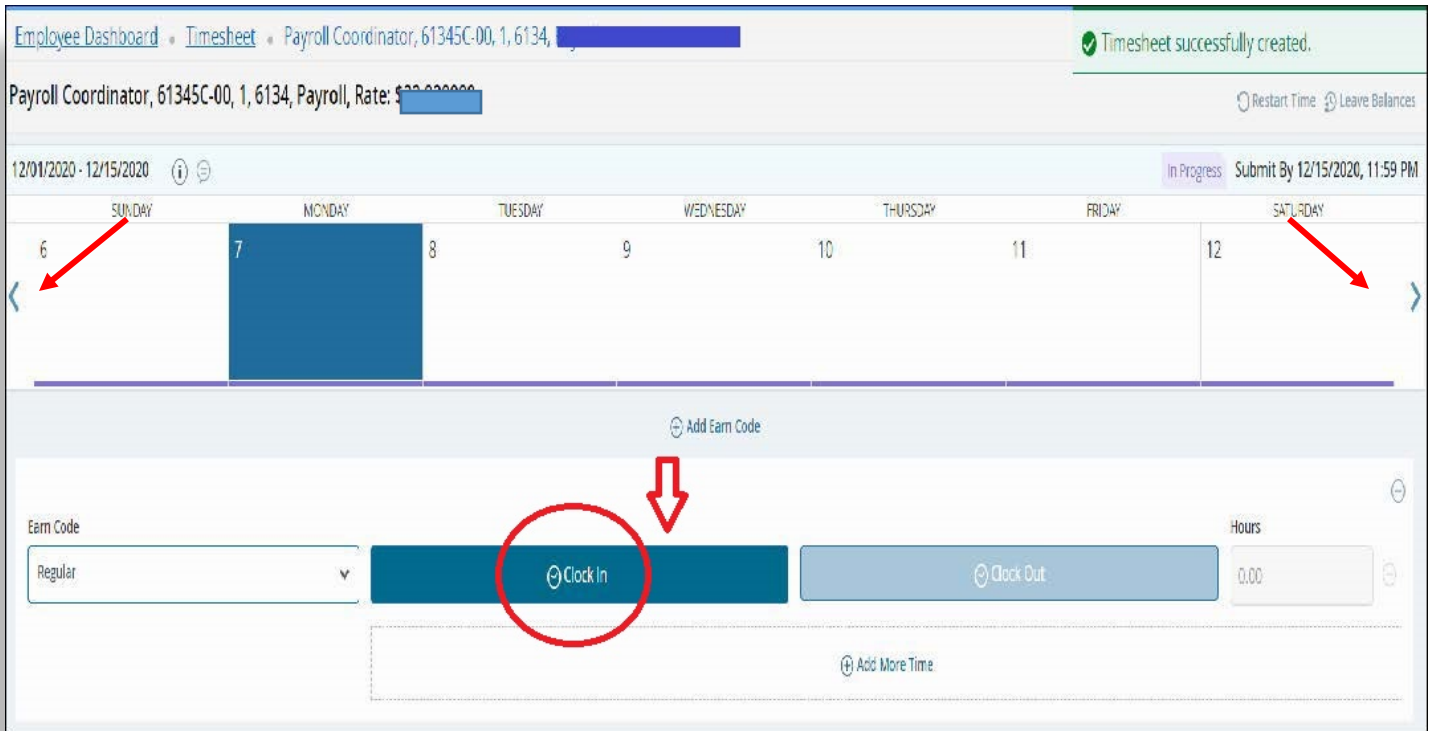 Employee Dashboard • Timesheet • Payroll Coordinator, 61345C-00, 1, 6134,
Timesheet successfully created.
Payroll Coordinator, 61345C-00, 1, 6134, Payroll, Rate:
Restart Time Leave Balances
12/01/2020 - 12/15/2020 In Progress Submit By 12/15/2020, 11:59 PM
SUNDAY MONDAY TUESDAY WEDNESDAY THURSDAY FRIDAY SATURDAY
6 7 8 9 10 11 12
Add Earn Code
Earn Code Hours
Regular Clock In Clock Out 0.00
Add More Time